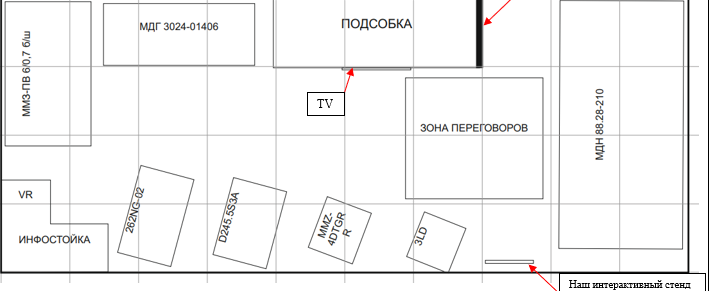 ММЗ-ПВ 6/0,7 б/ш
МДГ 3024-01406
ПОДСОБКА
TV
ЗОНА ПЕРЕГОВОРОВ
МДН 88.28-210
VR
ИНФОСТОЙКА
262NG-02
D245.5S3A
MMZ-
4DTGR
R
3LD
Наш интерактивный стенд